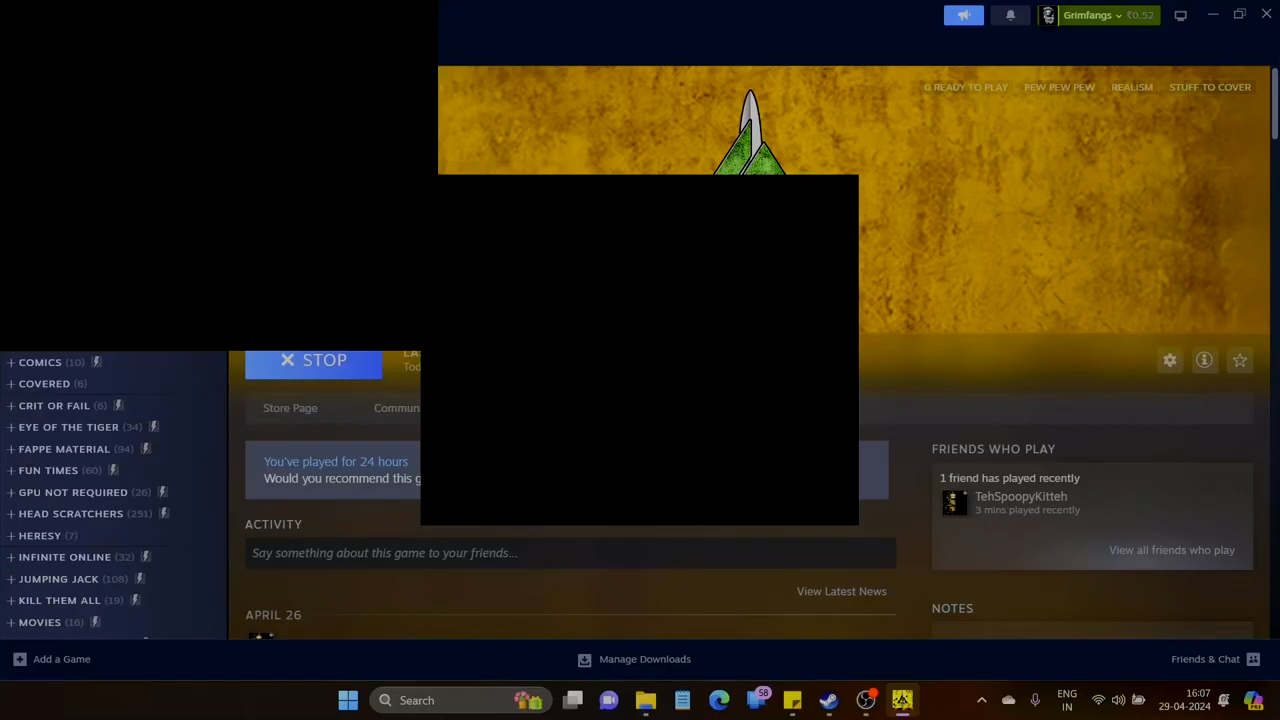 Grimfangs ₹0.52
0 READY TO PLAY PEW PEW PEW REALISM STUFF TO COVER
COMICS (10)
COVERED (6)
CRIT OR FAIL (6)
EYE OF THE TIGER (34)
FAPPE MATERIAL (94)
FUN TIMES (60)
GPU NOT REQUIRED (26)
HEAD SCRATCHERS (251)
HERESY (7)
INFINITE ONLINE (32)
JUMPING JACK (108)
KILL THEM ALL (19)
MOVIES (16)
STOP
LA
Tod
Store Page Commun
You've played for 24 hours
Would you recommend this g
ACTIVITY
Say something about this game to your friends...
View Latest News
APRIL 26
FRIENDS WHO PLAY
1 friend has played recently
TehSpoopyKitteh
3 mins played recently
View all friends who play
NOTES
Add a Game Manage Downloads Friends & Chat
Search 58 ENG 16:07
IN 29-04-2024